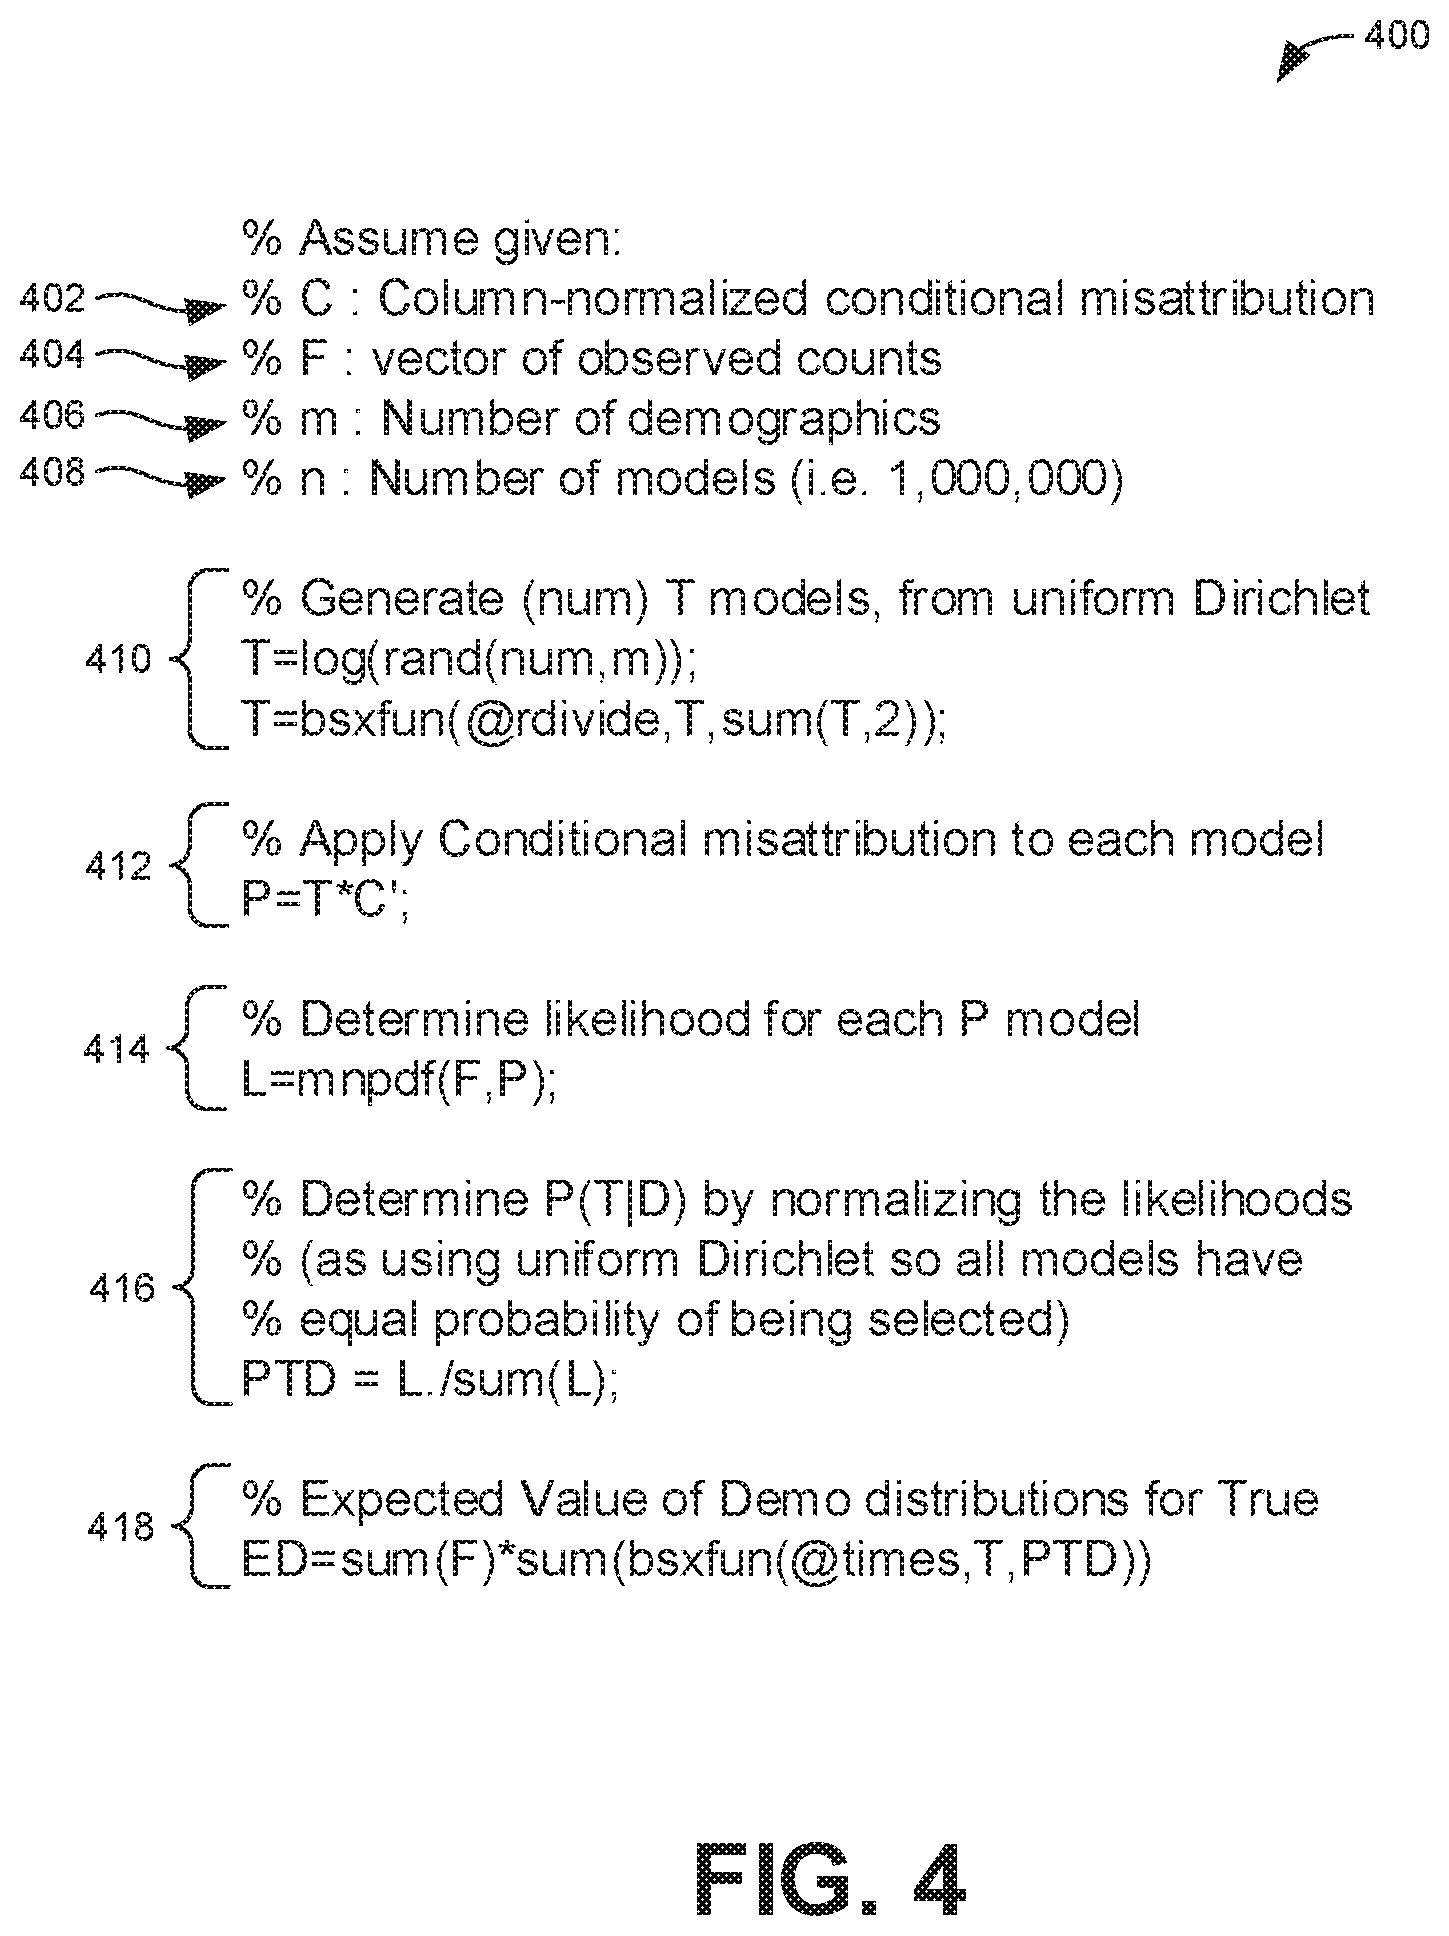 400
% Assume given:
402 % C : Column-normalized conditional misattribution
404 % F : vector of observed counts
406 % m : Number of demographics
408 % n : Number of models (i.e. 1,000,000)
% Generate (num) T models, from uniform Dirichlet
410 T=log(rand(num,m));
T=bsxfun(@rdivide,T,sum(T,2));
% Apply Conditional misattribution to each model
412
P=T*C';
% Determine likelihood for each P model
414
L=mnpdf(F,P);
% Determine P(T|D) by normalizing the likelihoods
% (as using uniform Dirichlet so all models have
416
% equal probability of being selected)
PTD = L./sum(L);
% Expected Value of Demo distributions for True
418
ED=sum(F)*sum(bsxfun(@times,T,PTD))
FIG. 4